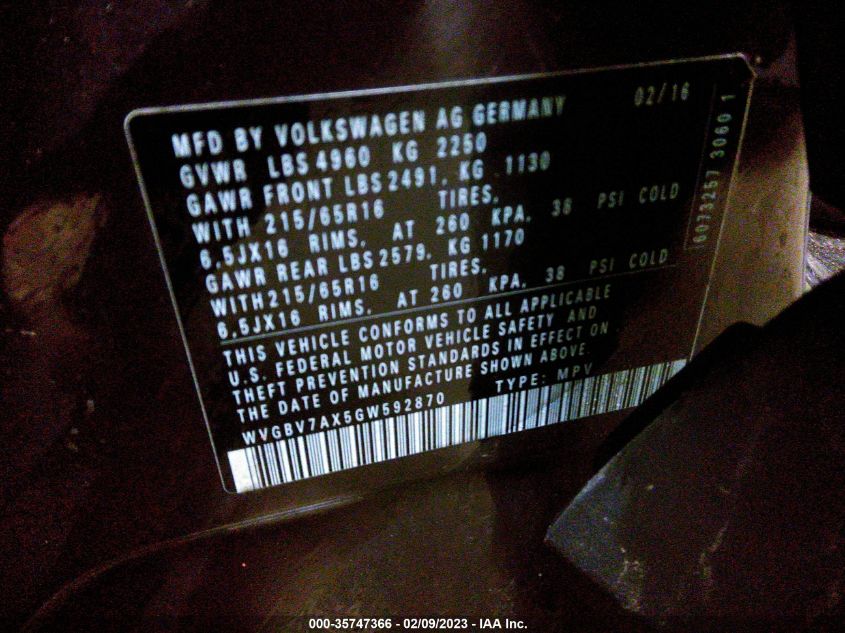 MFD BY VOLKSWAGEN AG GERMANY 02/16
GVWR LBS 4960 KG 2250
GAWR FRONT LBS 2491, KG 1130
WITH 215/65R16 TIRES,
6.5JX16 RIMS, AT 260 KPA, 38 PSI COLD
GAWR REAR LBS 2579, KG 1170
WITH 215/65R16 TIRES,
6.5JX16 RIMS, AT 260 KPA, 38 PSI COLD
THIS VEHICLE CONFORMS TO ALL APPLICABLE
U.S. FEDERAL MOTOR VEHICLE SAFETY AND
THEFT PREVENTION STANDARDS IN EFFECT ON
THE DATE OF MANUFACTURE SHOWN ABOVE.
WVGBV7AX5GW592870 TYPE: MPV
6073257 3060 1
000-35747366 - 02/09/2023 - IAA Inc.